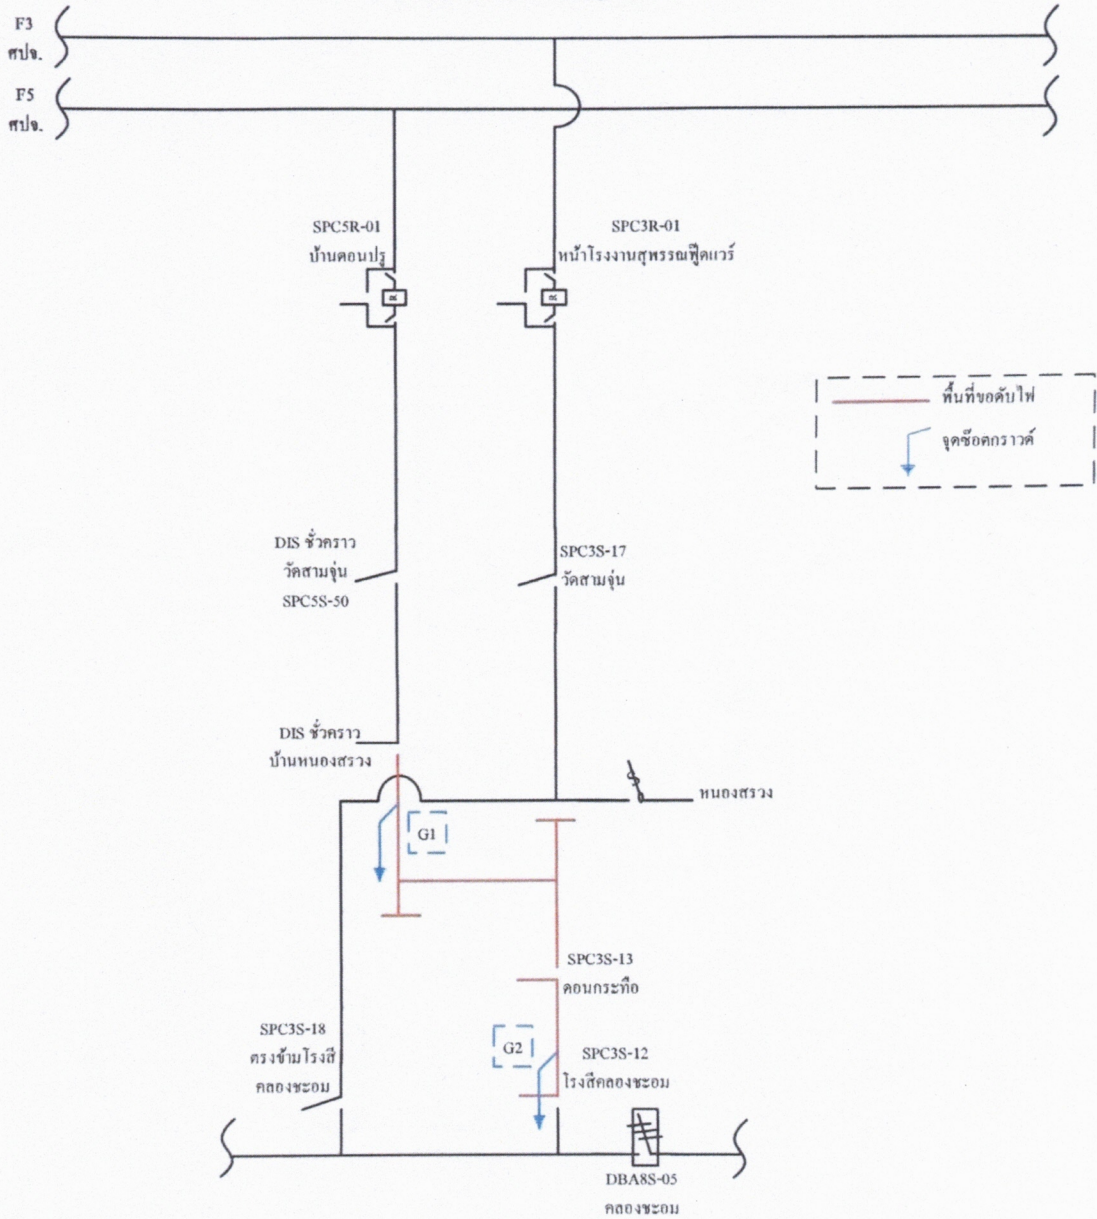 F3
ศปจ.
F5
ศปจ.
SPC5R-01
บ้านดอนปรู
SPC3R-01
หน้าโรงงานสุพรรณฟีดแวร์
R
R
พื้นที่ขอดับไฟ
จุดช๊อตกราวด์
DIS ชั่วคราว
วัดสามจุ่น
SPC5S-50
SPC3S-17
วัดสามจุ่น
DIS ชั่วคราว
บ้านหนองสรวง
หนองสรวง
G1
SPC3S-13
ดอนกระทือ
SPC3S-18
ตรงข้ามโรงสี
คลองชะอม
G2
SPC3S-12
โรงสีคลองชะอม
DBA8S-05
คลองชะอม